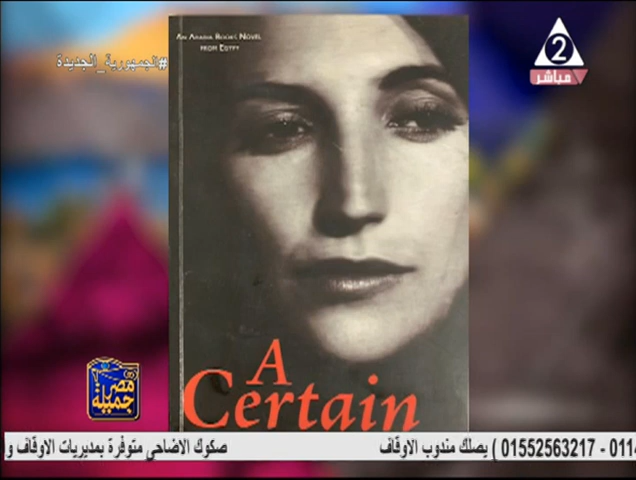 AN ARABIA BOOKS NOVEL
FROM EGYPT
#الجمهورية_الجديدة
2
مباشر
A
Certain
مصر
جميلة
صكوك الاضاحى متوفرة بمديريات الاوقاف و
0114 - 01552563217 ) يصلك مندوب الاوقاف